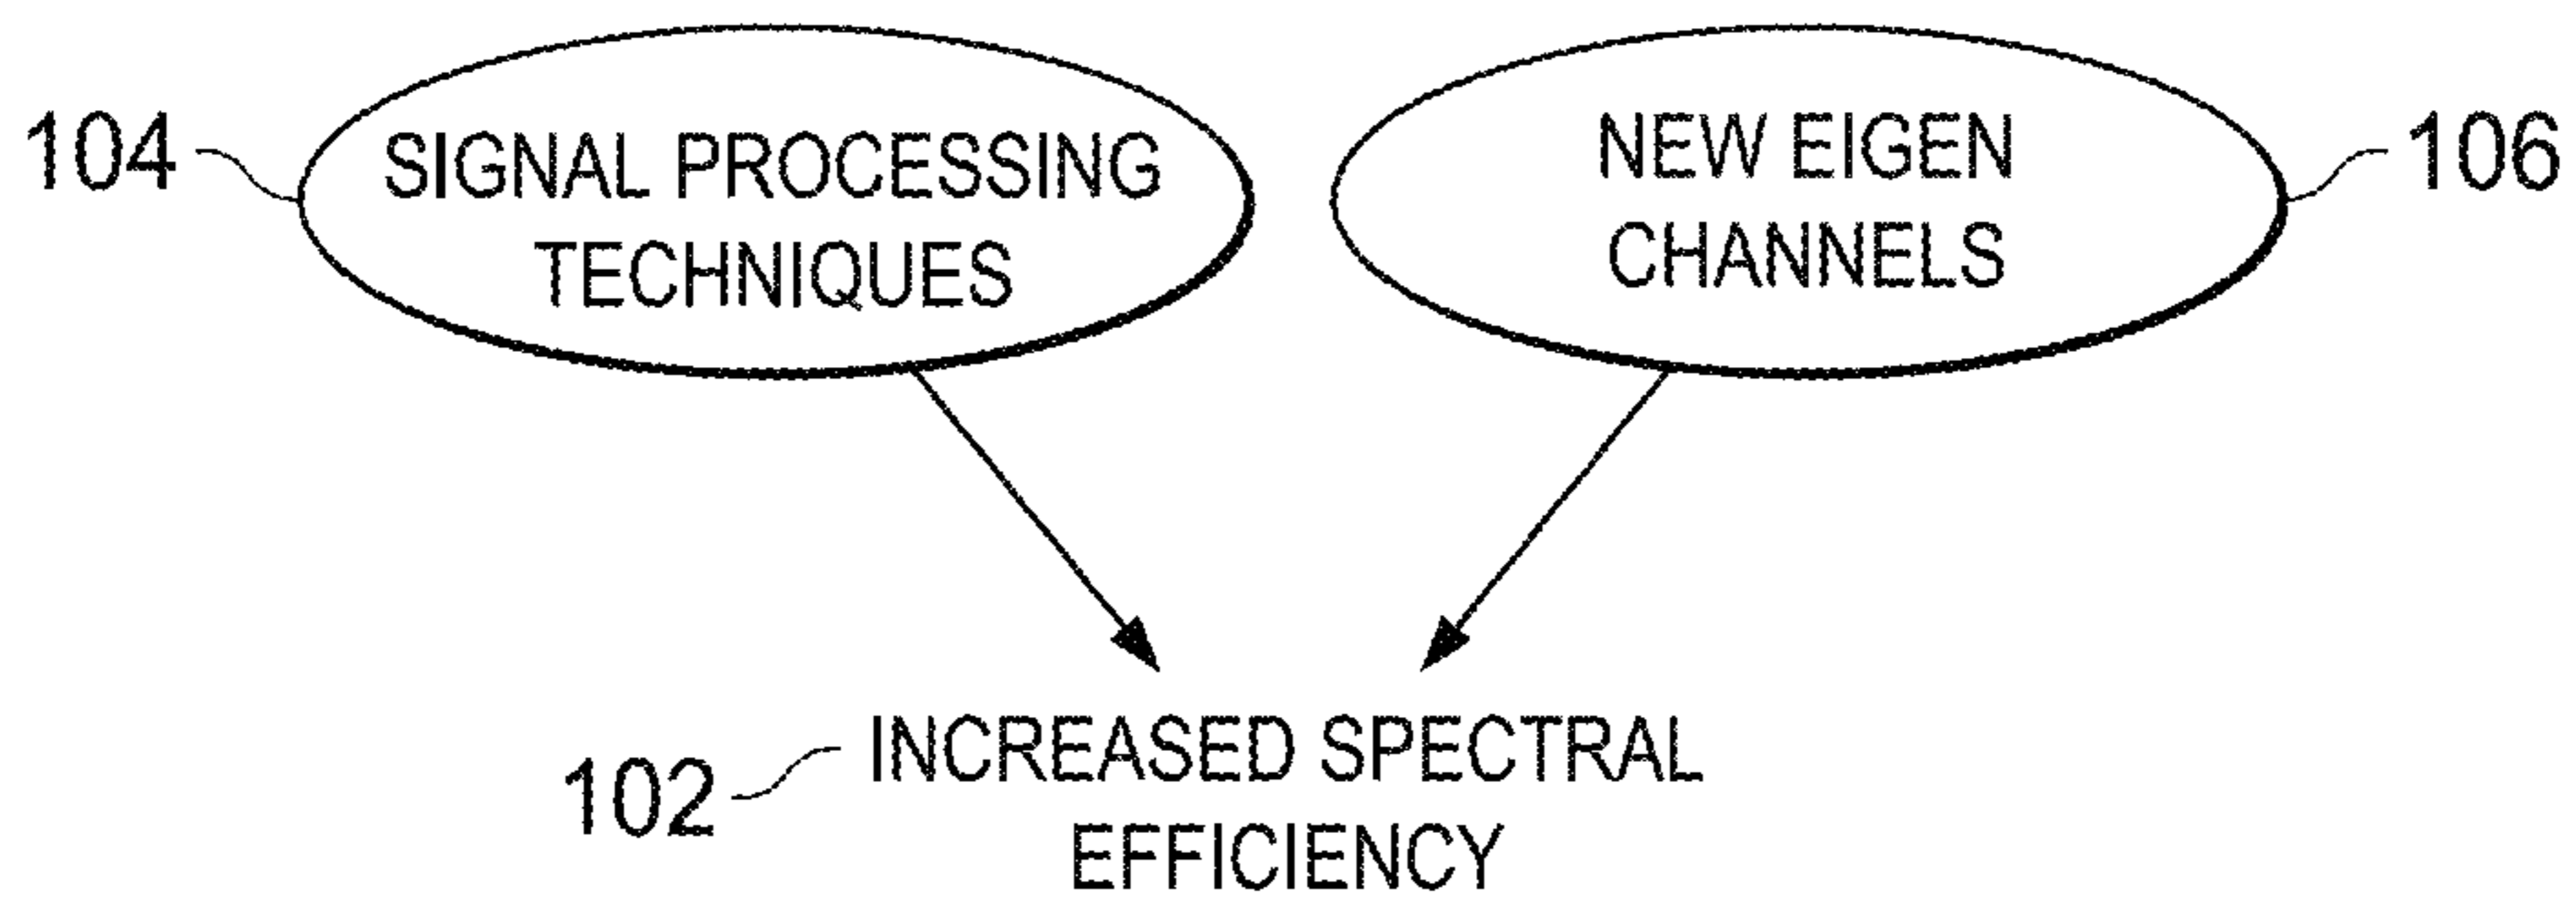 104
SIGNAL PROCESSING
TECHNIQUES
NEW EIGEN
CHANNELS
106
102
INCREASED SPECTRAL
EFFICIENCY